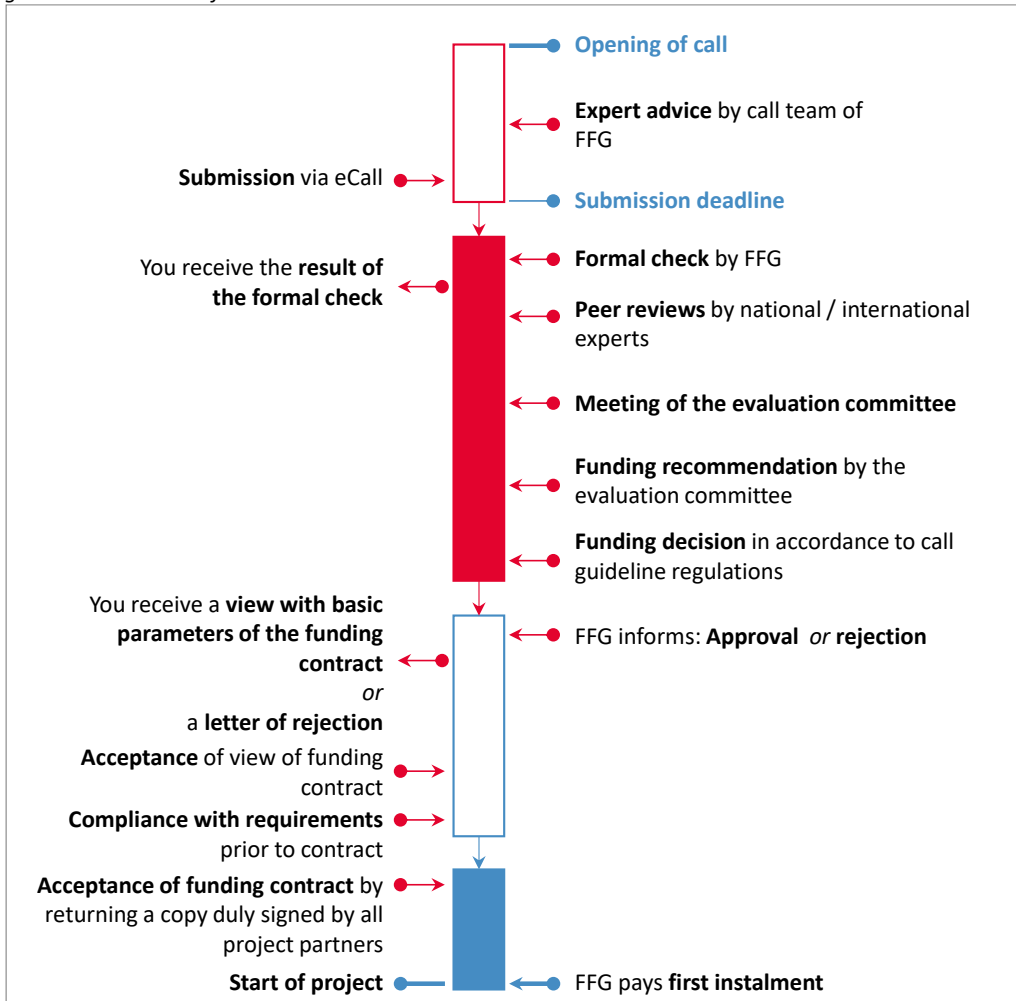 Opening of call
Expert advice by call team of
FFG
Submission via eCall
Submission deadline
Formal check by FFG
You receive the result of
the formal check
Peer reviews by national / international
experts
Meeting of the evaluation committee
Funding recommendation by the
evaluation committee
Funding decision in accordance to call
guideline regulations
You receive a view with basic
parameters of the funding
contract
or
a letter of rejection
FFG informs: Approval or rejection
Acceptance of view of funding
contract
Compliance with requirements
prior to contract
Acceptance of funding contract by
returning a copy duly signed by all
project partners
Start of project
FFG pays first instalment